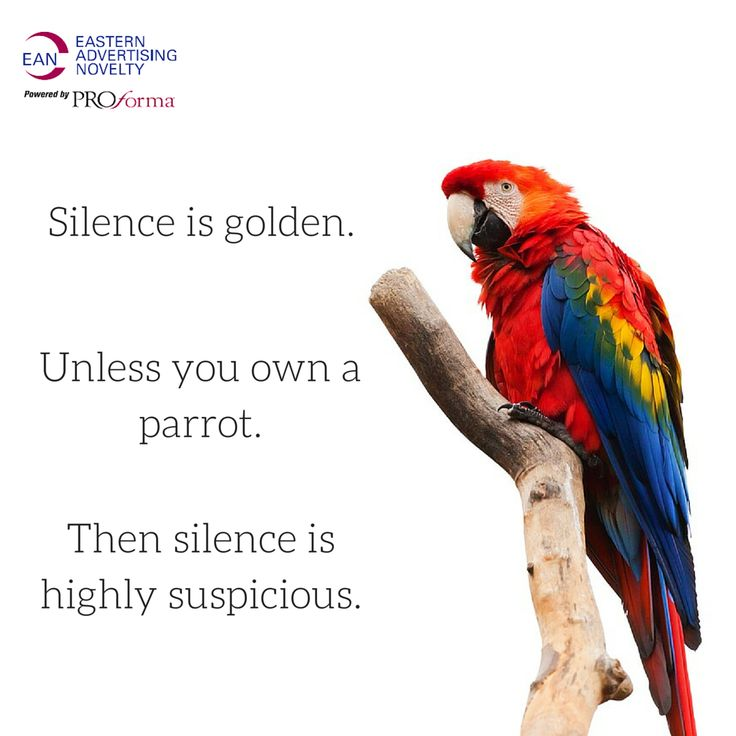 EAN
EASTERN
ADVERTISING
NOVELTY
Powered by PROforma
Silence is golden.
Unless you own a
parrot.
Then silence is
highly suspicious.